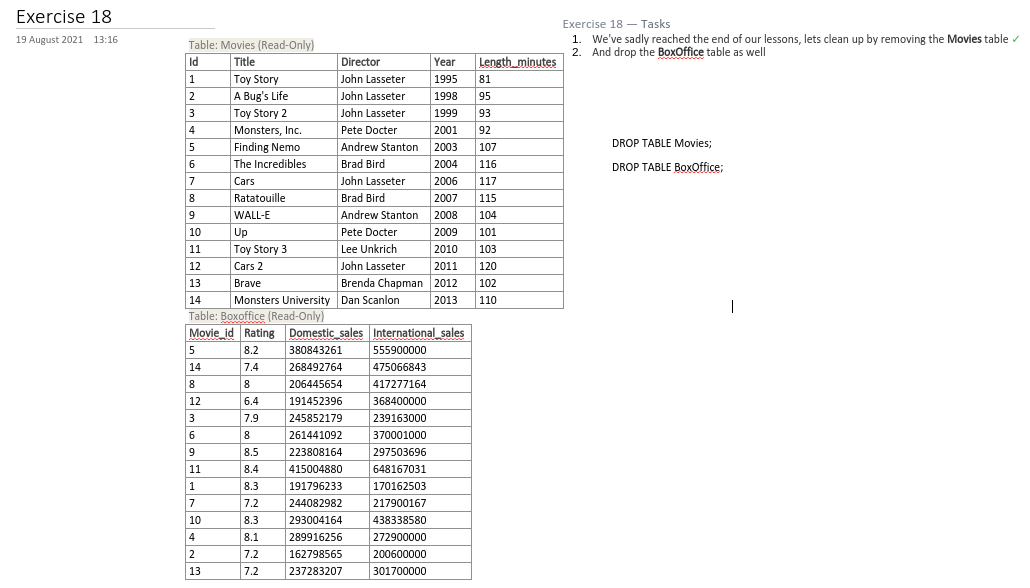 Exercise 18
19 August 2021 13:16
Table: Movies (Read-Only)
Id Title Director Year Length_minutes
1 Toy Story John Lasseter 1995 81
2 A Bug's Life John Lasseter 1998 95
3 Toy Story 2 John Lasseter 1999 93
4 Monsters, Inc. Pete Docter 2001 92
5 Finding Nemo Andrew Stanton 2003 107
6 The Incredibles Brad Bird 2004 116
7 Cars John Lasseter 2006 117
8 Ratatouille Brad Bird 2007 115
9 WALL-E Andrew Stanton 2008 104
10 Up Pete Docter 2009 101
11 Toy Story 3 Lee Unkrich 2010 103
12 Cars 2 John Lasseter 2011 120
13 Brave Brenda Chapman 2012 102
14 Monsters University Dan Scanlon 2013 110
Table: Boxoffice (Read-Only)
Movie_id Rating Domestic_sales International_sales
5 8.2 380843261 555900000
14 7.4 268492764 475066843
8 8 206445654 417277164
12 6.4 191452396 368400000
3 7.9 245852179 239163000
6 8 261441092 370001000
9 8.5 223808164 297503696
11 8.4 415004880 648167031
1 8.3 191796233 170162503
7 7.2 244082982 217900167
10 8.3 293004164 438338580
4 8.1 289916256 272900000
2 7.2 162798565 200600000
13 7.2 237283207 301700000
Exercise 18 — Tasks
1. We've sadly reached the end of our lessons, lets clean up by removing the Movies table ✓
2. And drop the BoxOffice table as well
DROP TABLE Movies;
DROP TABLE BoxOffice;